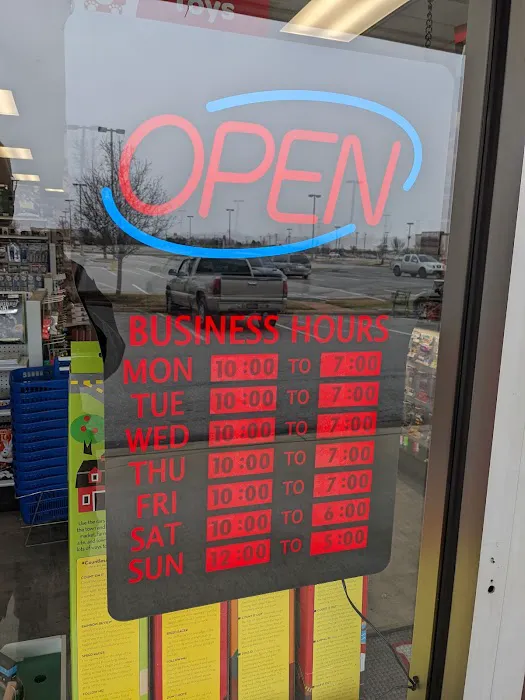 Toys
OPEN
BUSINESS HOURS
MON 10:00 TO 7:00
TUE 10:00 TO 7:00
WED 10:00 TO 7:00
THU 10:00 TO 7:00
FRI 10:00 TO 7:00
SAT 10:00 TO 6:00
SUN 12:00 TO 5:00